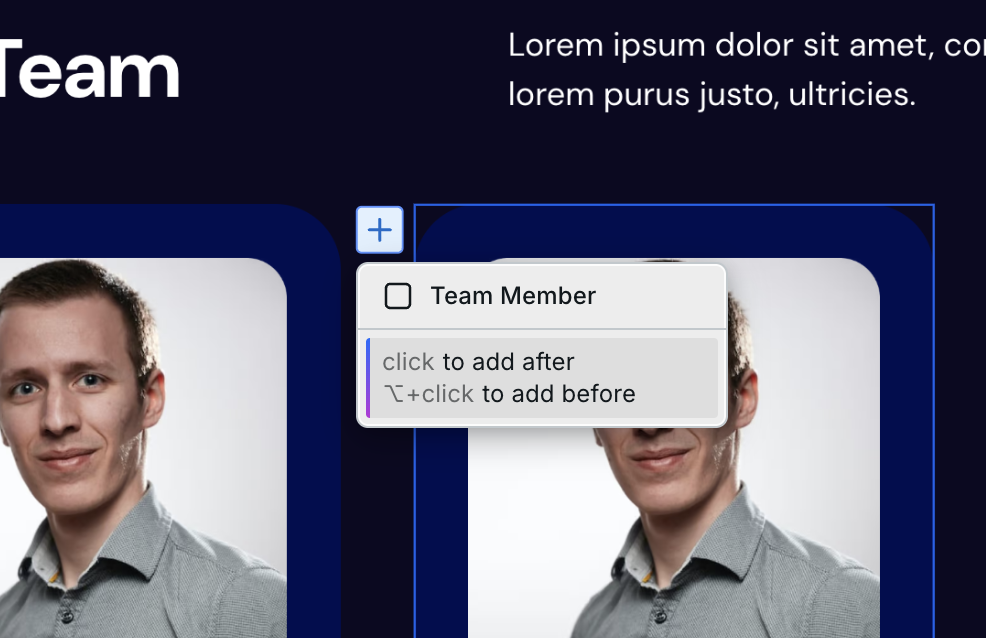 Team
Lorem ipsum dolor sit amet,
lorem purus justo, ultricies.
Team Member
click to add after
⌥+click to add before